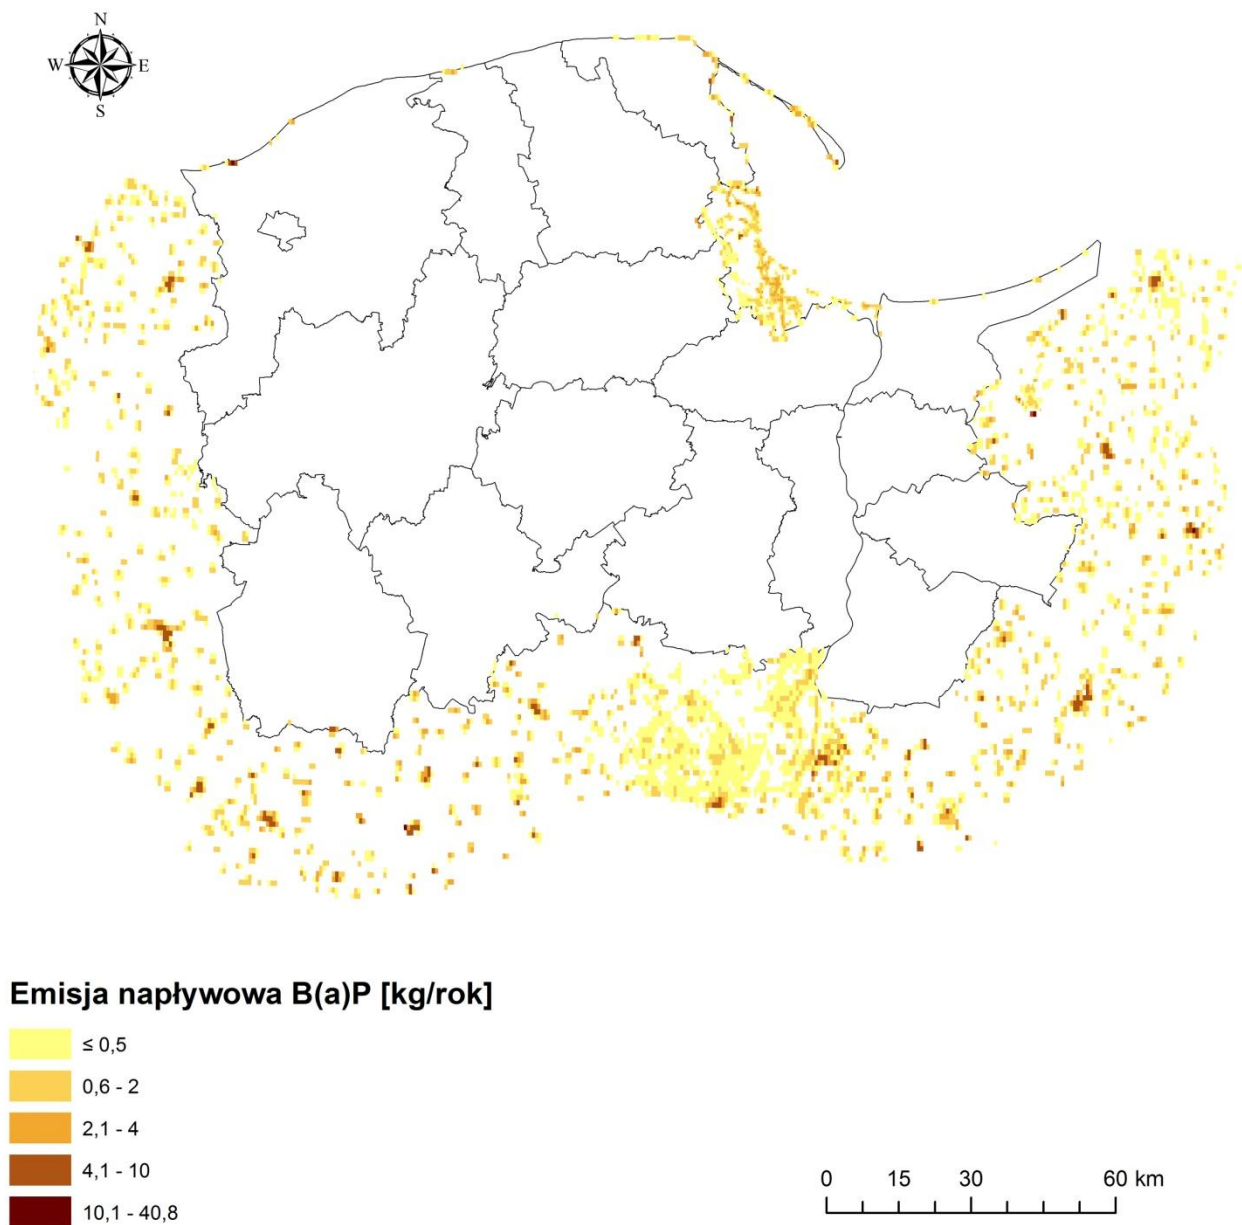 N
W E
S
Emisja napływowa B(a)P [kg/rok]
≤ 0,5
0,6 - 2
2,1 - 4
4,1 - 10
10,1 - 40,8
0 15 30 60 km